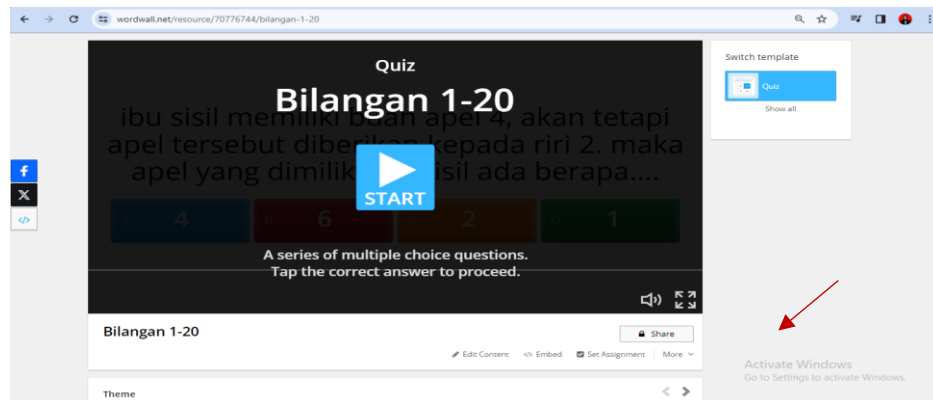 wordwall.net/resource/70776744/bilangan-1-20
Quiz
Bilangan 1-20
ibu sisil memiliki buah apel 4, akan tetapi
apel tersebut diberikan kepada riri 2. maka
apel yang dimilik isil ada berapa....
START
A 4
B 6
2
D 1
A series of multiple choice questions.
Tap the correct answer to proceed.
Switch template
Quiz
Show all
Bilangan 1-20
Share
Edit Content
Embed
Set Assignment
More
Theme
Activate Windows
Go to Settings to activate Windows.